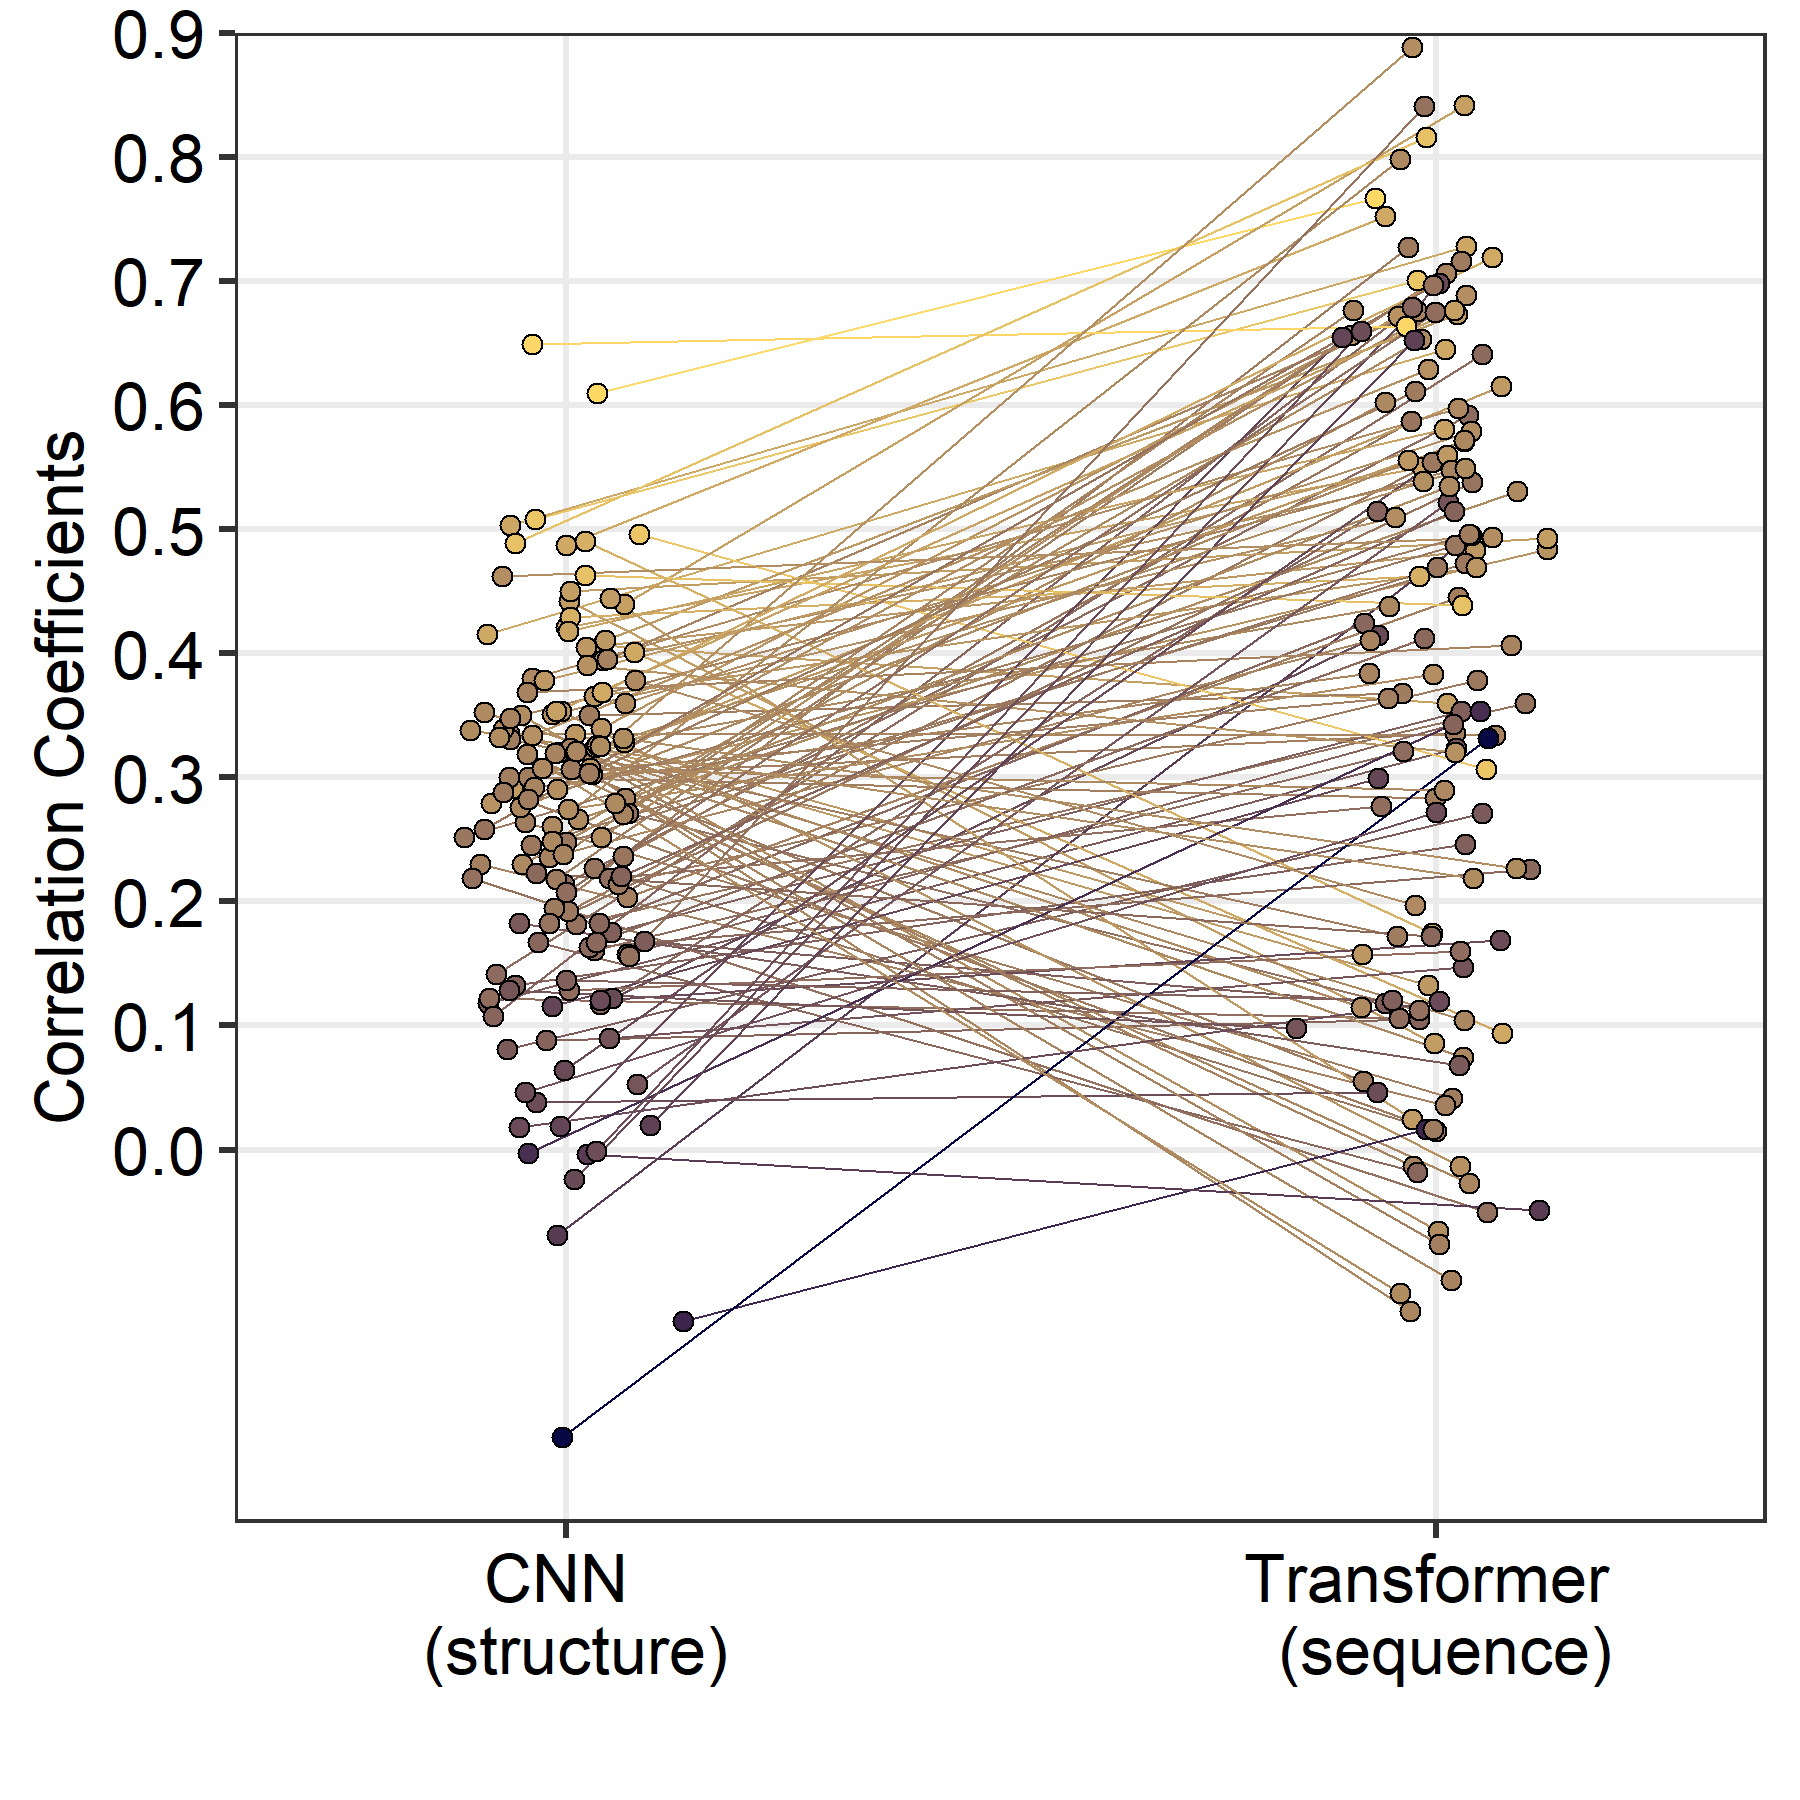 0.9
0.8
0.7
0.6
0.5
0.4
0.3
0.2
0.1
0.0
Correlation Coefficients
CNN
(structure)
Transformer
(sequence)